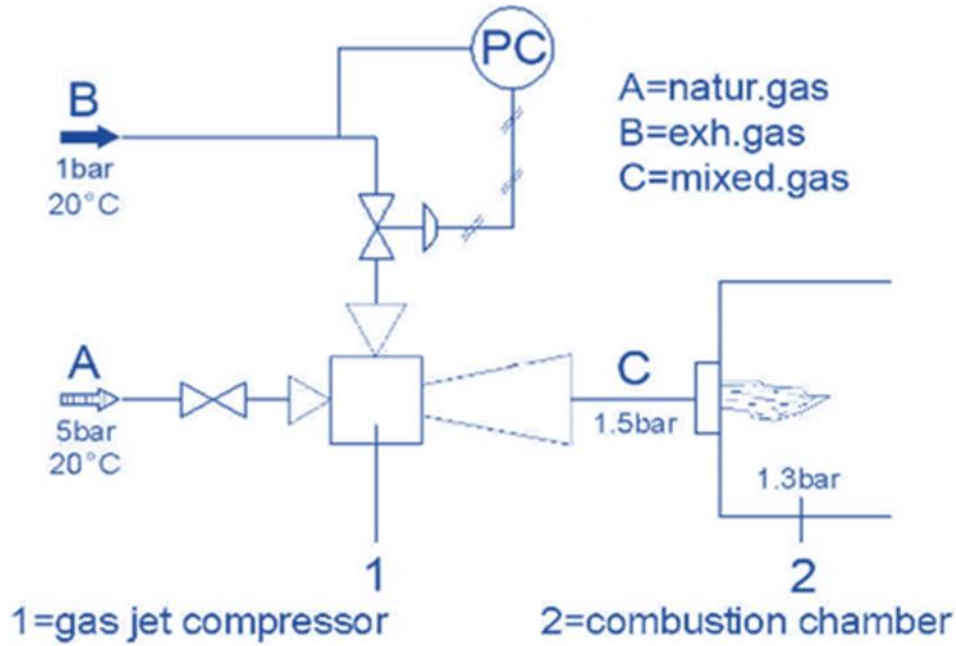 PC
B
1bar
20°C
A=natur.gas
B=exh.gas
C=mixed.gas
A
5bar
20°C
C
1.5bar
1.3bar
1
2
1=gas jet compressor
2=combustion chamber